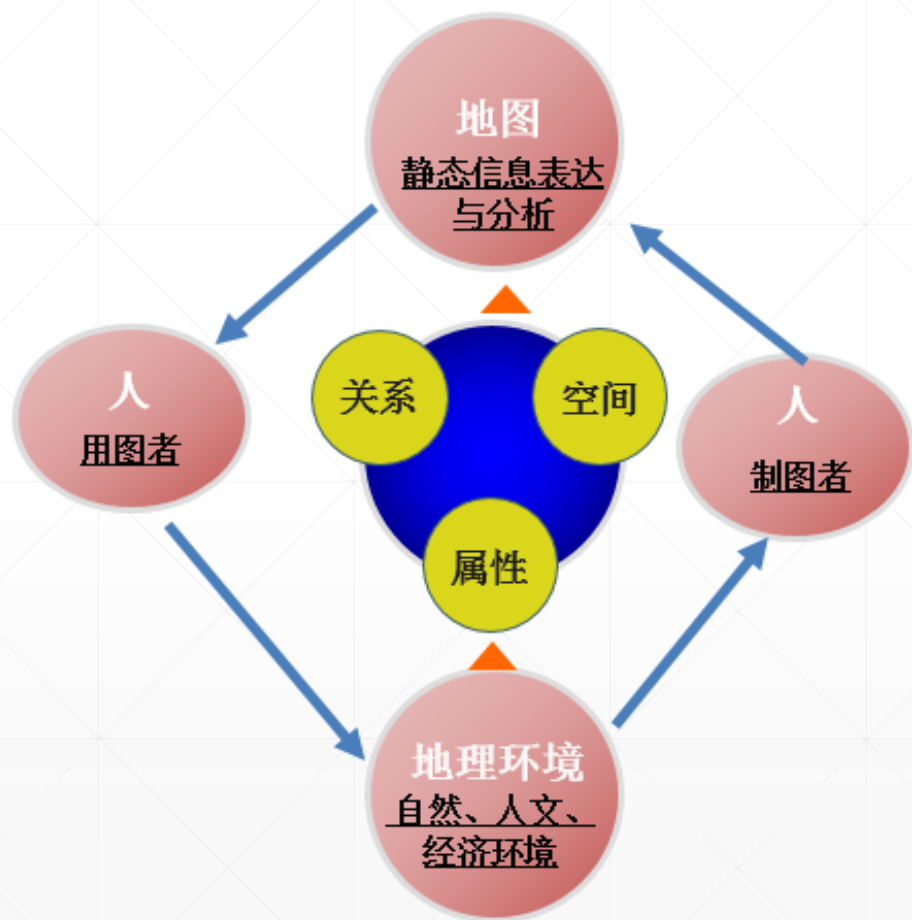 地图
静态信息表达
与分析
人
用图者
关系
空间
人
制图者
属性
地理环境
自然、人文、
经济环境